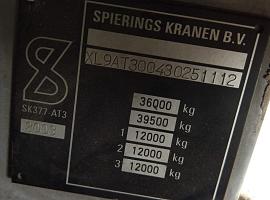 SPIERINGS KRANEN B.V.
XL9AT300430251112
SK377-AT3
2003
36000 kg
39500 kg
1 12000 kg
2 12000 kg
3 12000 kg